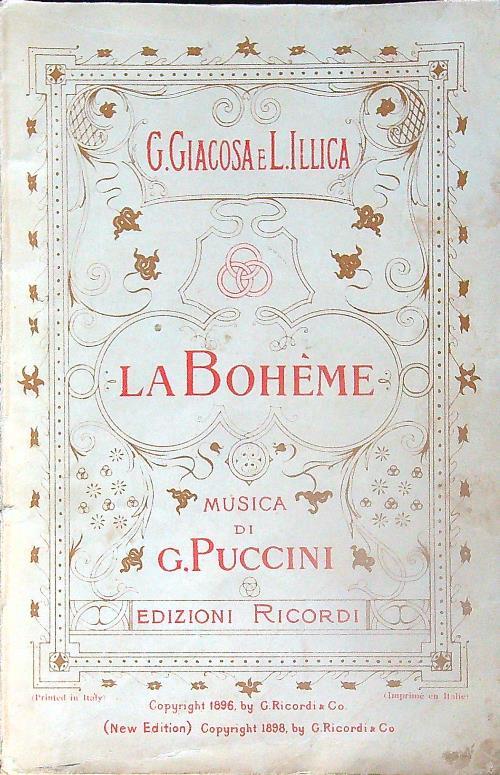 G. GIACOSA E L. ILLICA
LA BOHÈME
MUSICA
DI
G. PUCCINI
EDIZIONI RICORDI
(Printed in Italy)
(Imprimé en Italie)
Copyright 1896, by G. Ricordi & Co.
(New Edition) Copyright 1898, by G. Ricordi & Co